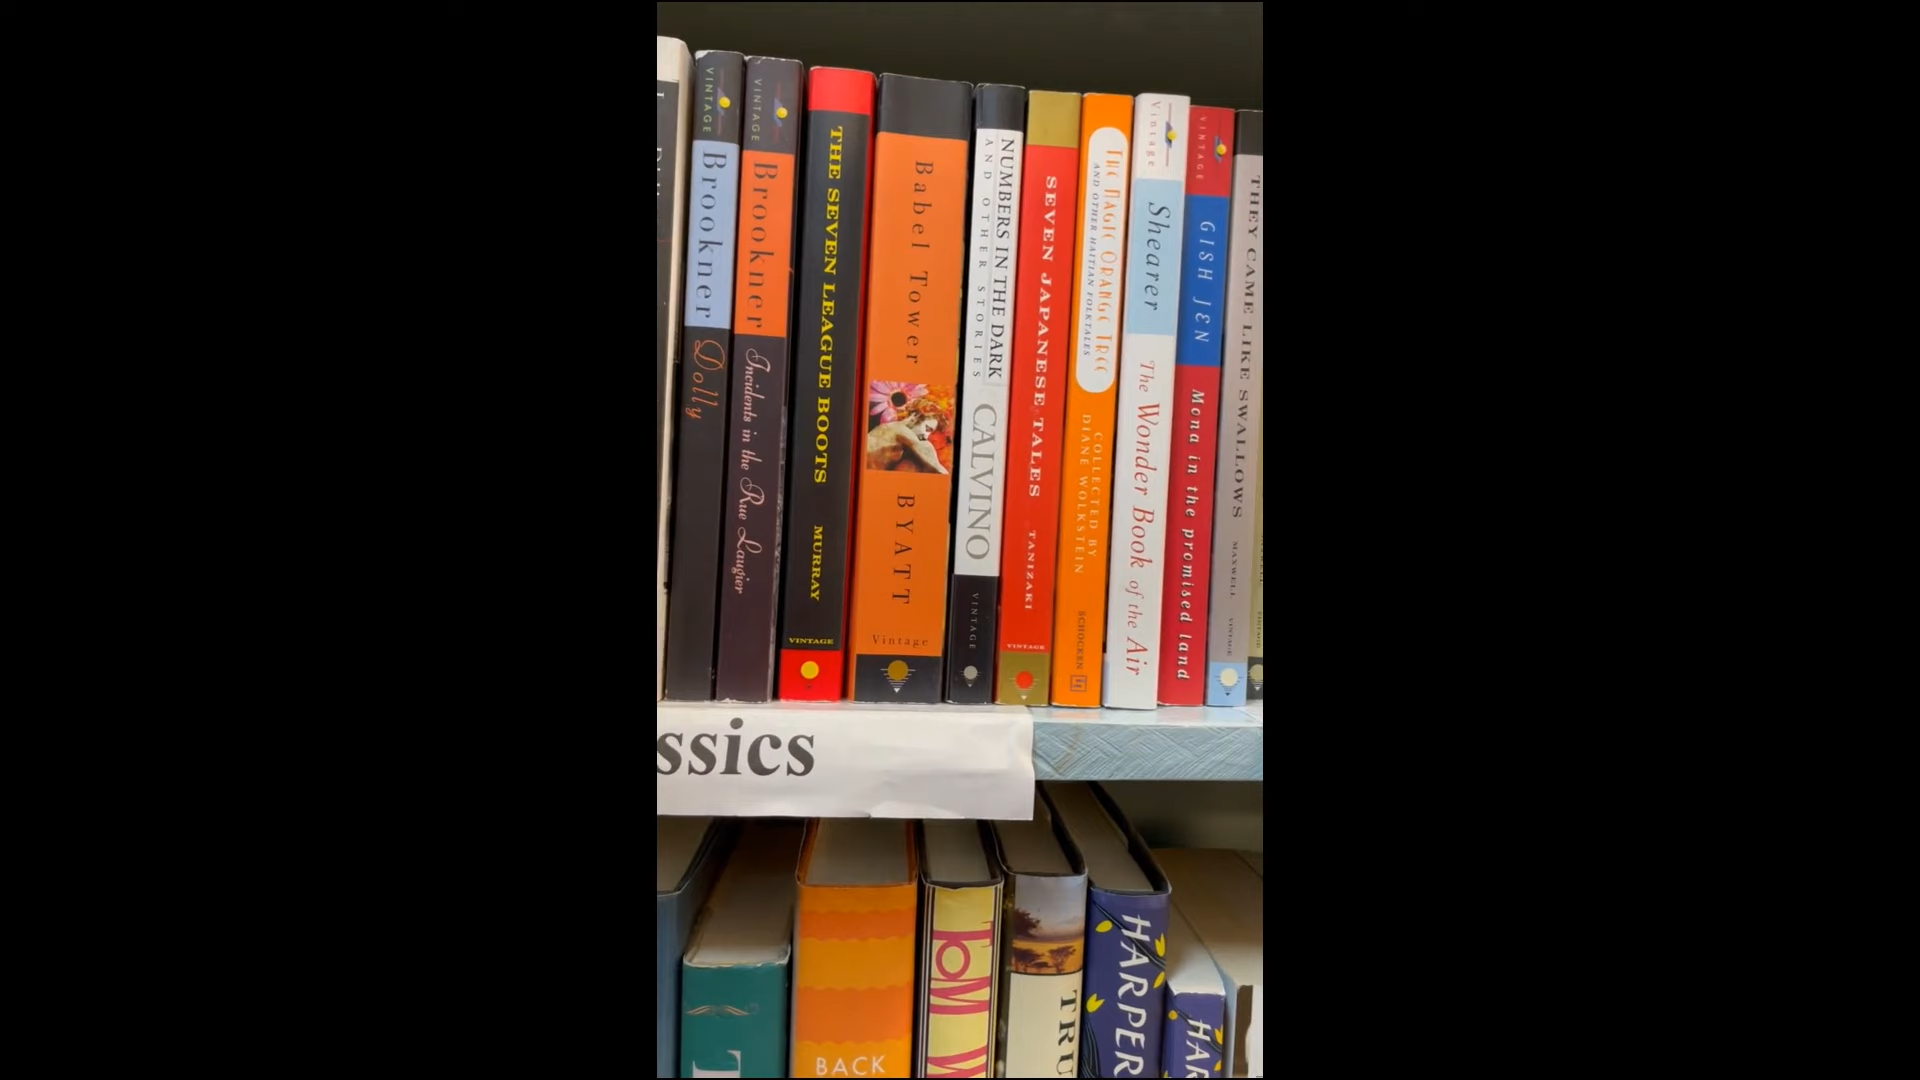 VINTAGE
Brookner
Dolly
VINTAGE
Brookner
Incidents in the Rue Laugier
THE SEVEN LEAGUE BOOTS
MURRAY
VINTAGE
Babel Tower
BYATT
Vintage
NUMBERS IN THE DARK
AND OTHER STORIES
CALVINO
VINTAGE
SEVEN JAPANESE TALES
TANIZAKI
VINTAGE
THE MAGIC ORANGE TREE
AND OTHER HAITIAN FOLKTALES
COLLECTED BY
DIANE WOLKSTEIN
SCHOCKEN
Vintage
Shearer
The Wonder Book of the Air
VINTAGE
GISH JEN
Mona in the promised land
THEY CAME LIKE SWALLOWS
MAXWELL
VINTAGE
ssics
T
BACK
TOM W
TRU
HARPER
HAR